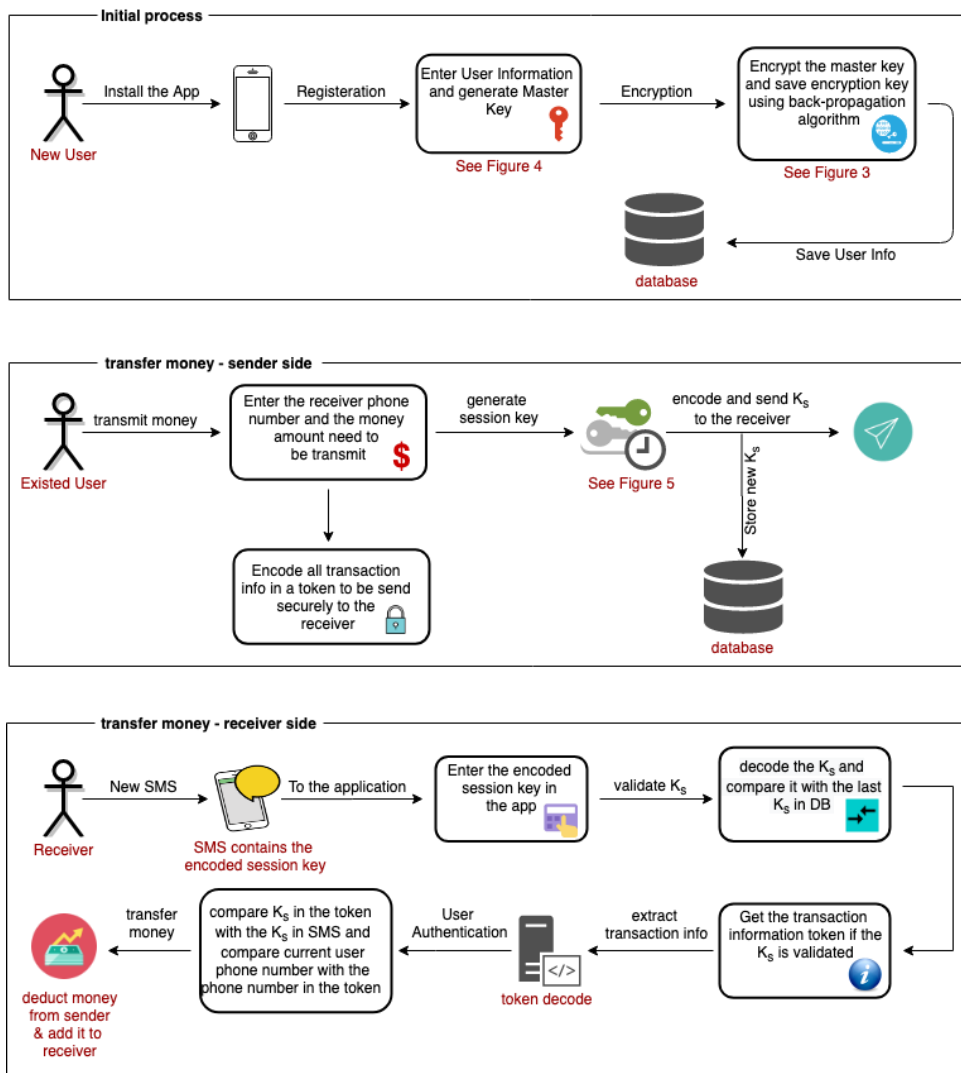 Initial process
Install the App
Registeration
Enter User Information
and generate Master
Key
Encryption
Encrypt the master key
and save encryption key
using back-propagation
algorithm
New User
See Figure 4
See Figure 3
Save User Info
database
transfer money - sender side
transmit money
Enter the receiver phone
number and the money
amount need to
be transmit
$
generate
session key
encode and send Ks
to the receiver
Existed User
See Figure 5
Store new Ks
Encode all transaction
info in a token to be send
securely to the
receiver
database
transfer money - receiver side
New SMS
To the application
Enter the encoded
session key in
the app
validate Ks
decode the Ks and
compare it with the last
Ks in DB
Receiver
SMS contains the
encoded session key
transfer
money
compare Ks in the token
with the Ks in SMS and
compare current user
phone number with the
phone number in the token
User
Authentication
</>
token decode
extract
transaction info
Get the transaction
information token if the
Ks is validated
i
deduct money
from sender
& add it to
receiver